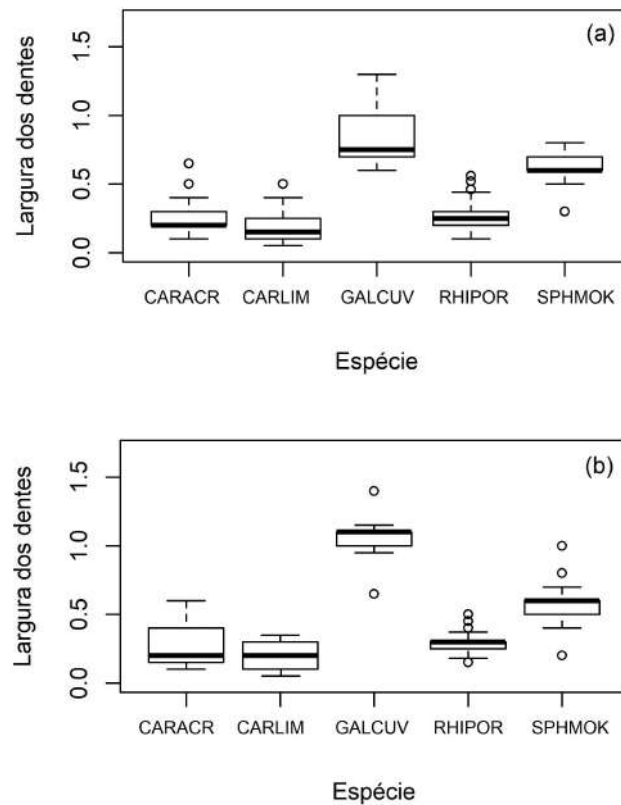 (a)
Largura dos dentes
1.5
1.0
0.5
0.0
CARACR CARLIM GALCUV RHIPOR SPHMOK
Espécie
(b)
Largura dos dentes
1.5
1.0
0.5
0.0
CARACR CARLIM GALCUV RHIPOR SPHMOK
Espécie